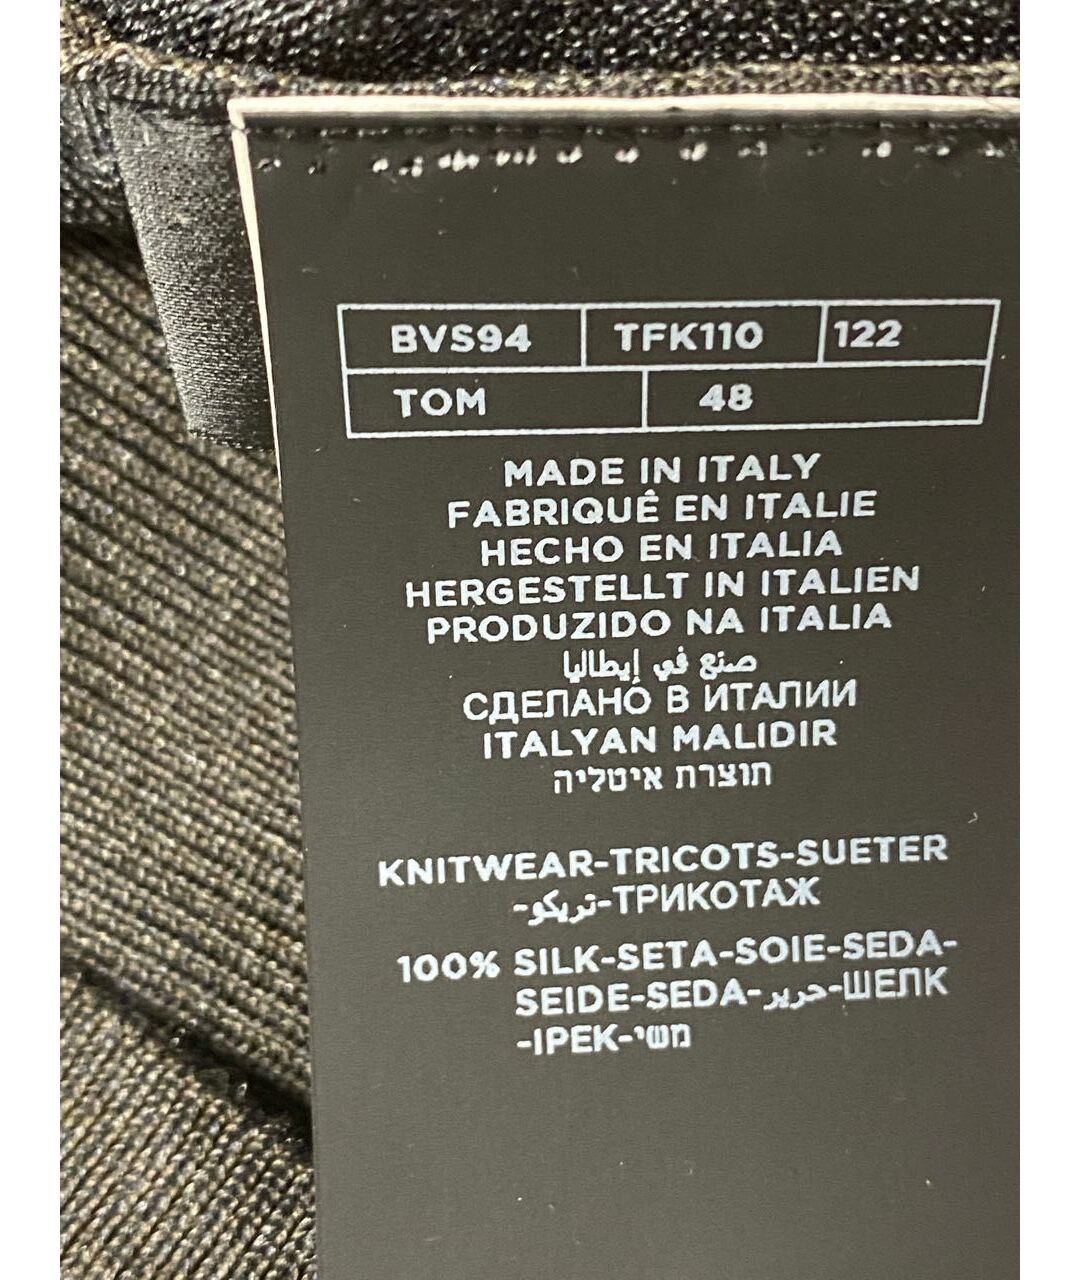 BVS94 TFK110 122
TOM 48
MADE IN ITALY
FABRIQUÊ EN ITALIE
HECHO EN ITALIA
HERGESTELLT IN ITALIEN
PRODUZIDO NA ITALIA
صنع في إيطاليا
СДЕЛАНО В ИТАЛИИ
ITALYAN MALIDIR
תוצרת איטליה
KNITWEAR-TRICOTS-SUETER
-تريكو-ТРИКОТАЖ
100% SILK-SETA-SOIE-SEDA-
SEIDE-SEDA-حرير-ШЕЛК
-IPEK-משי